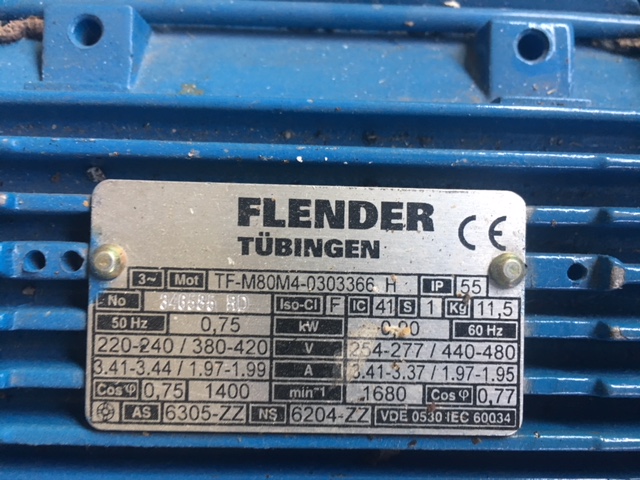 FLENDER
TÜBINGEN
CE
3~ Mot TF-M80M4-0303366 H IP 55
No Iso-Cl F IC 41 S 1 Kg 11,5
50 Hz 0,75 kW 60 Hz
220-240 / 380-420 V 254-277 / 440-480
3.41-3.44 / 1.97-1.99 A 3.41-3.37 / 1.97-1.95
Cosφ 0,75 1400 min⁻¹ 1680 Cosφ 0,77
AS 6305-ZZ NS 6204-ZZ VDE 0530 IEC 60034